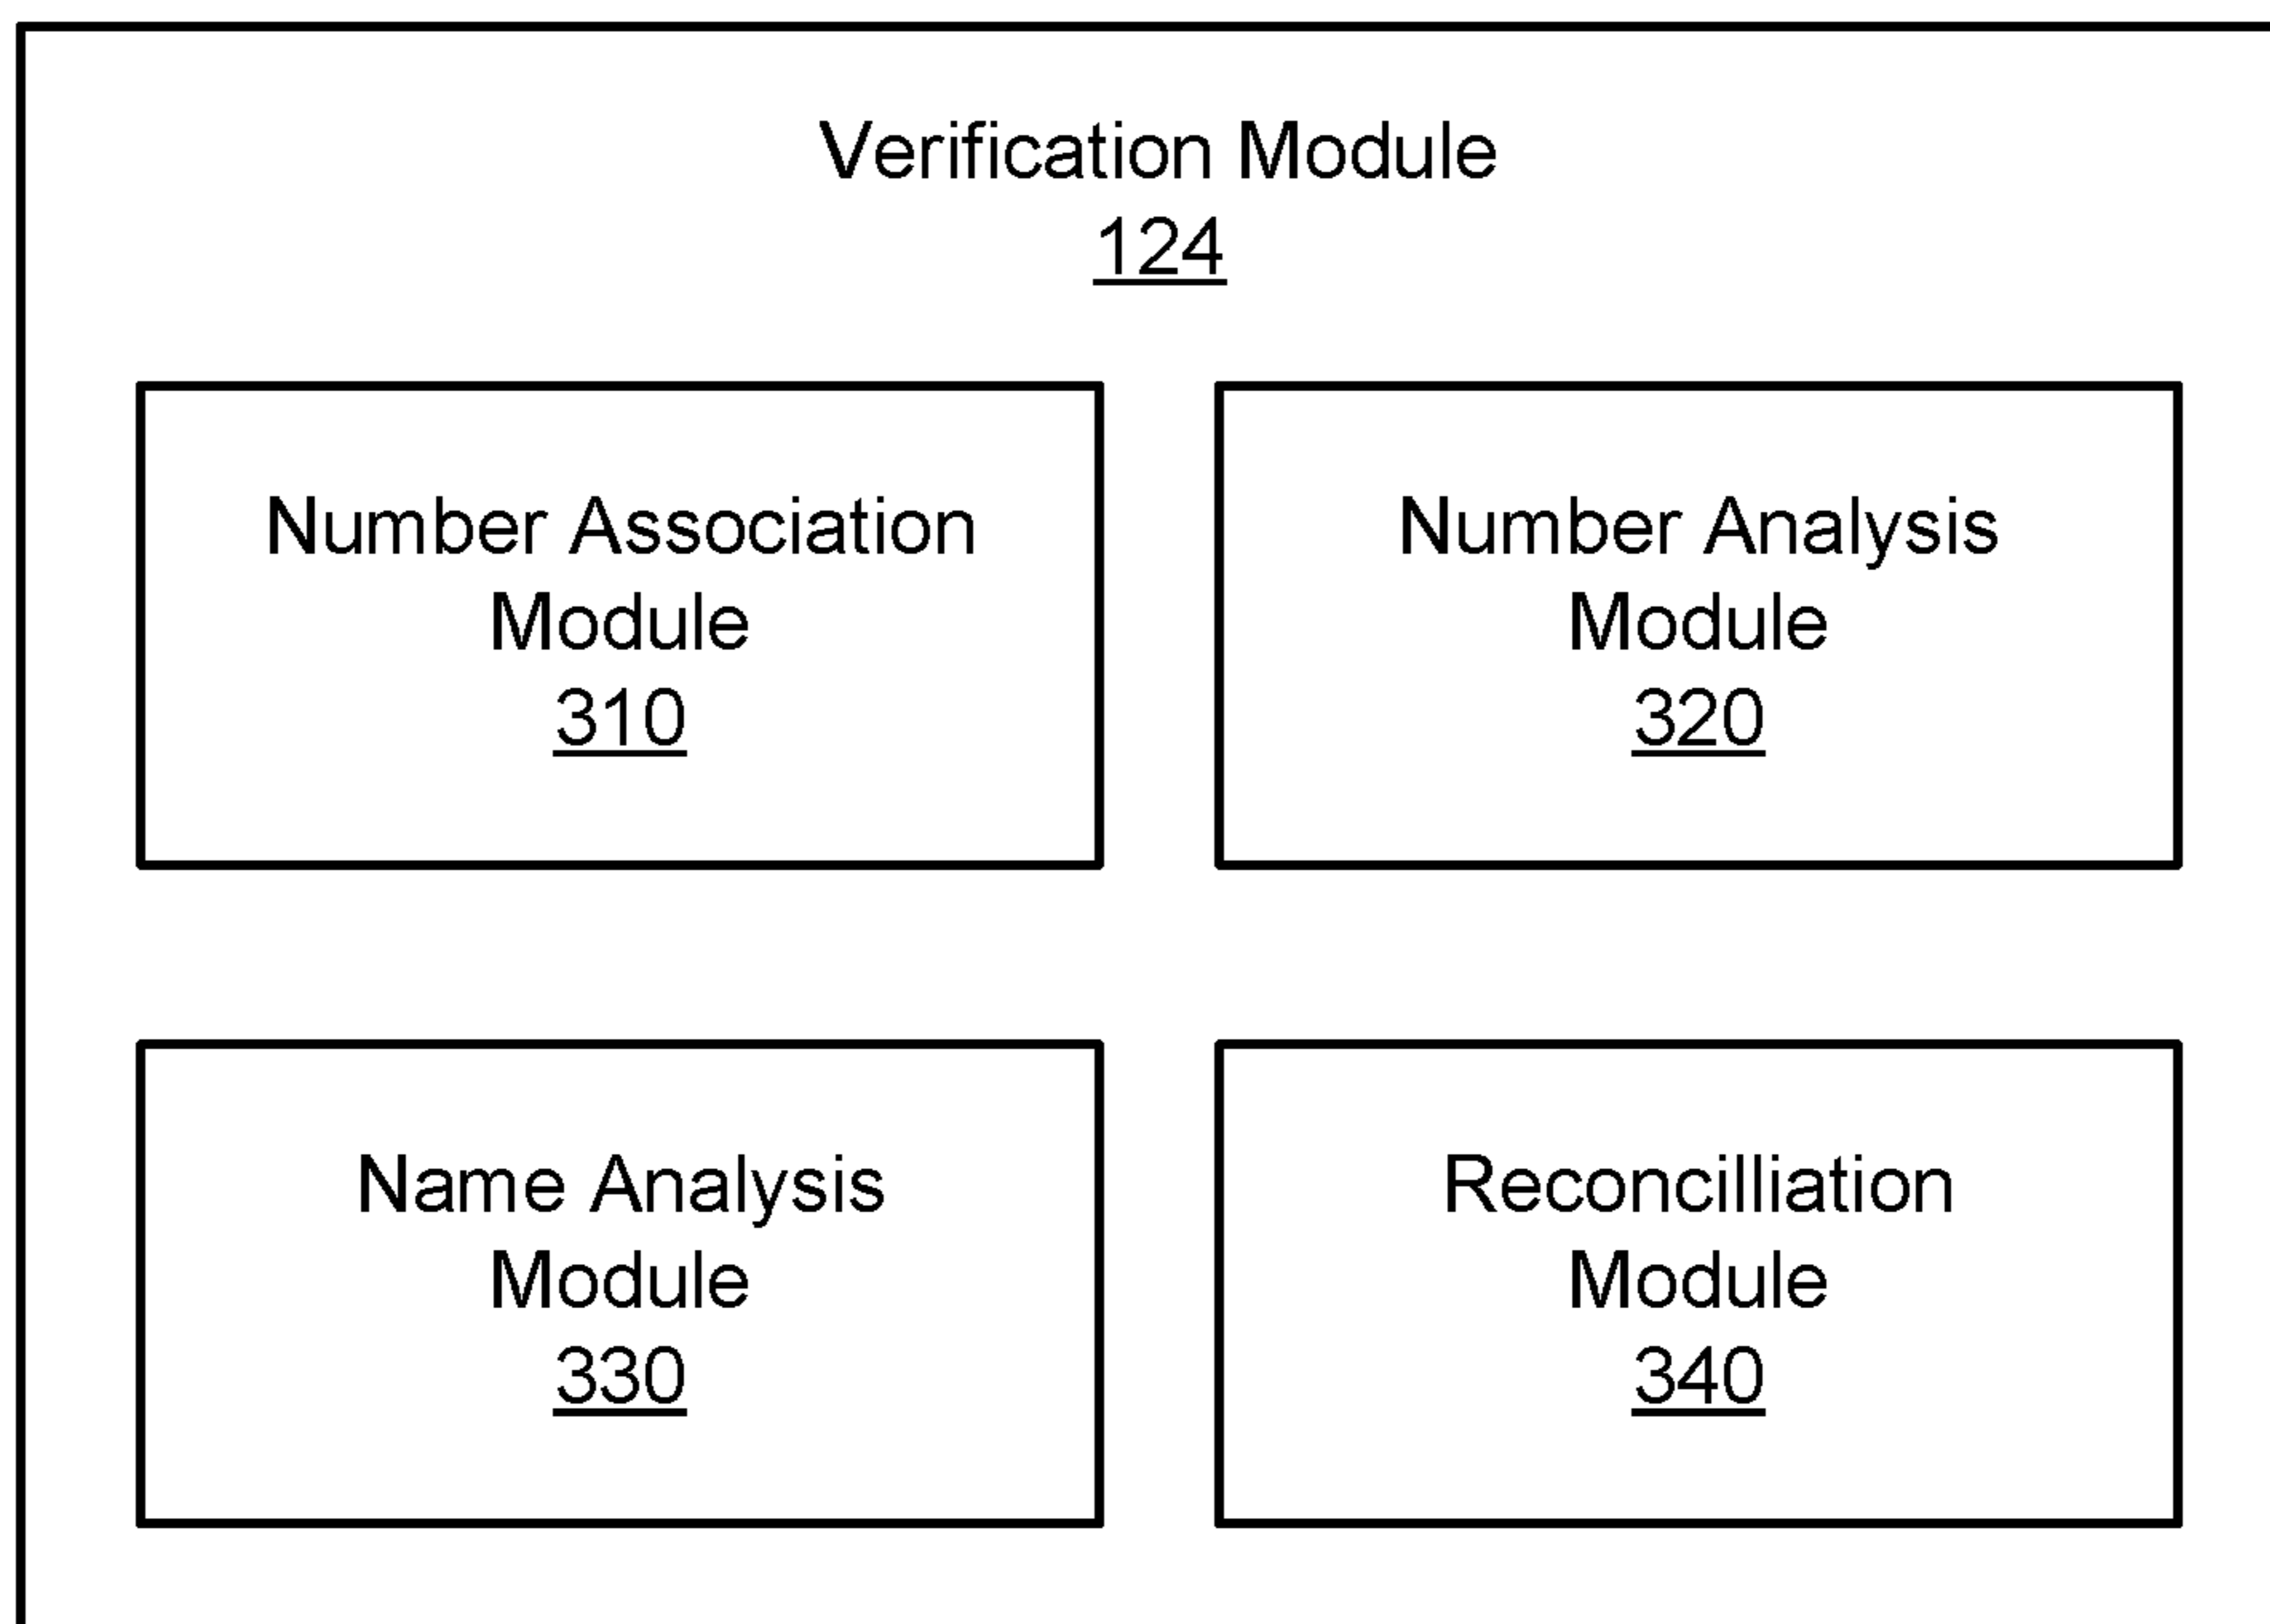 Verification Module
124
Number Association
Module
310
Number Analysis
Module
320
Name Analysis
Module
330
Reconcilliation
Module
340